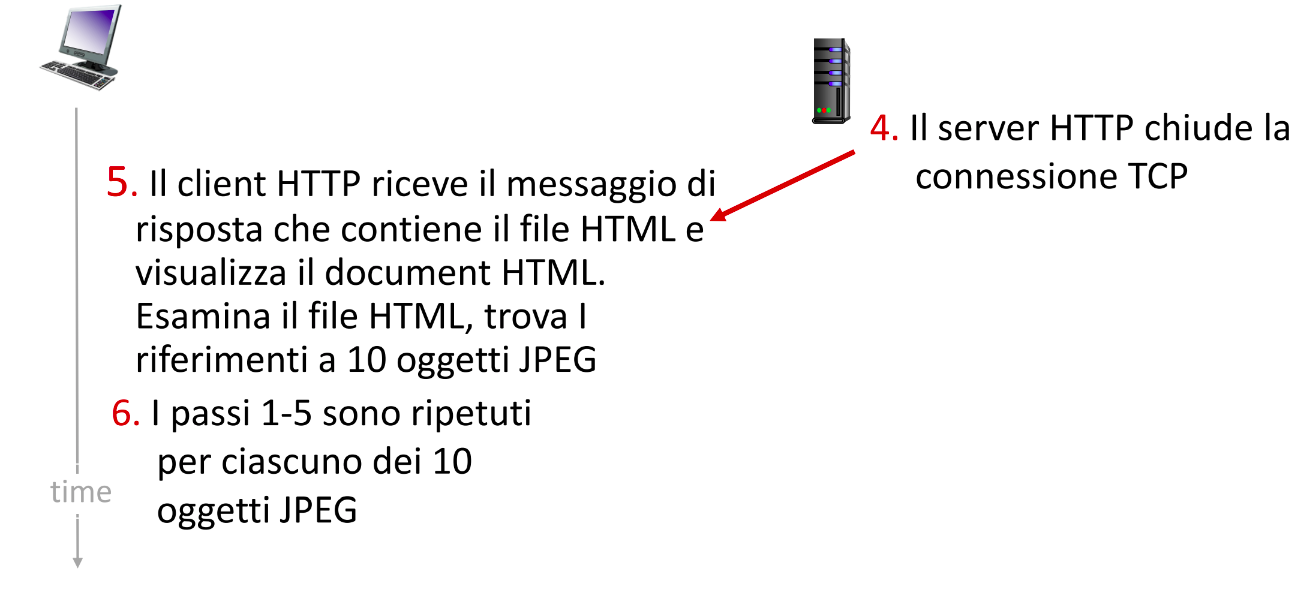 4. Il server HTTP chiude la
connessione TCP
5. Il client HTTP riceve il messaggio di
risposta che contiene il file HTML e
visualizza il document HTML.
Esamina il file HTML, trova I
riferimenti a 10 oggetti JPEG
6. I passi 1-5 sono ripetuti
per ciascuno dei 10
oggetti JPEG
time